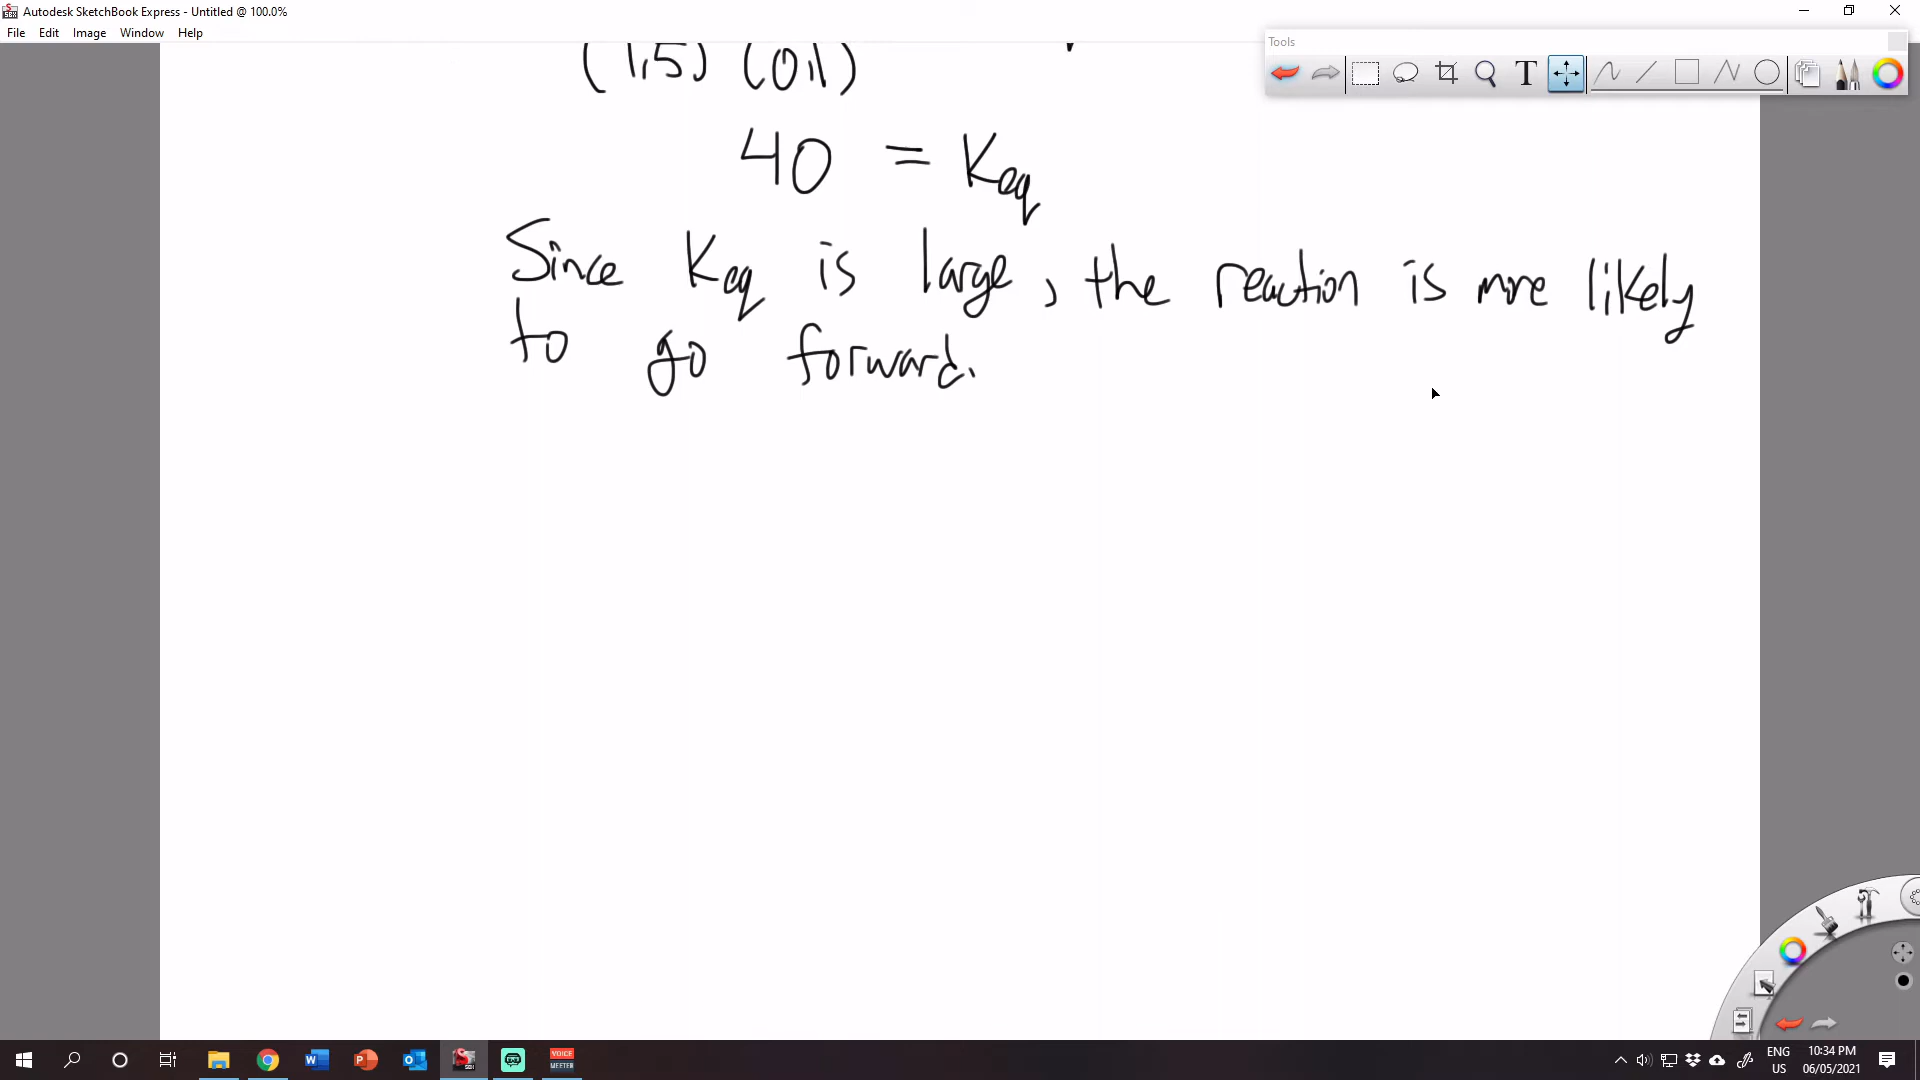 Autodesk SketchBook Express - Untitled @ 100.0%
File Edit Image Window Help
Tools
(1.5) (0.1)
40 = Keq
Since Keq is large, the reaction is more likely
to go forward.
VOICE
MEETER
ENG
US
10:34 PM
06/05/2021